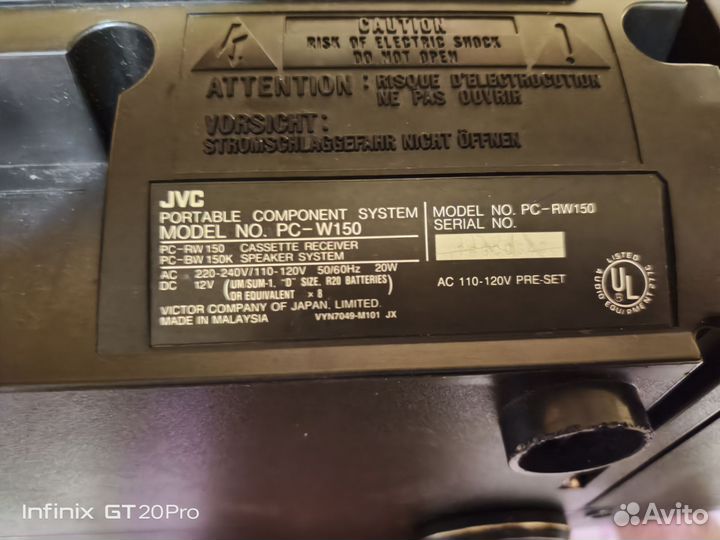 CAUTION
RISK OF ELECTRIC SHOCK
DO NOT OPEN
ATTENTION : RISQUE D'ELECTROCUTION
NE PAS OUVRIR
VORSICHT :
STROMSCHLAGGEFAHR NICHT ÖFFNEN
JVC
PORTABLE COMPONENT SYSTEM
MODEL NO. PC-W150
PC-RW150 CASSETTE RECEIVER
PC-BW150K SPEAKER SYSTEM
AC 220-240V/110-120V 50/60Hz 20W
DC 12V (UM/SUM-1, "D" SIZE, R20 BATTERIES
OR EQUIVALENT × 8)
VICTOR COMPANY OF JAPAN, LIMITED.
MADE IN MALAYSIA VYN7049-M101 JX
MODEL NO. PC-RW150
SERIAL NO.
AC 110-120V PRE-SET
LISTED
UL
AUDIO EQUIPMENT
Infinix GT20Pro
Avito